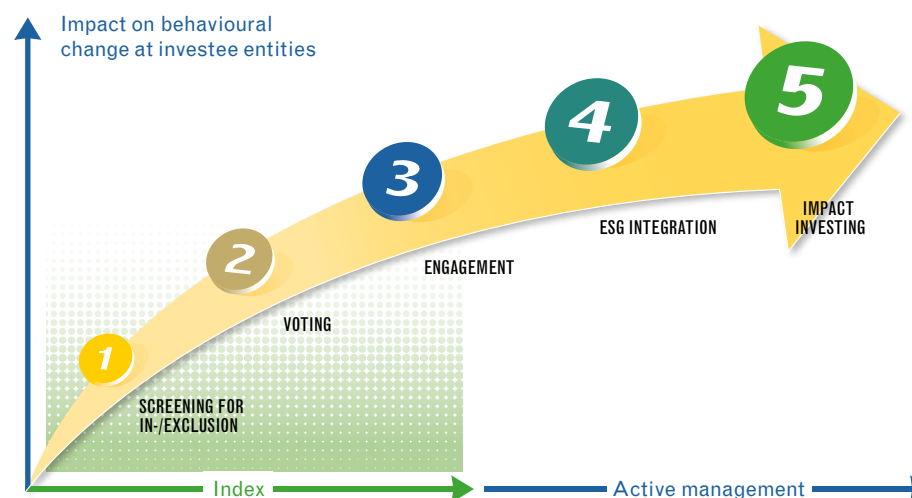 Impact on behavioural
change at investee entities
5
4
3
2
1
IMPACT
INVESTING
ESG INTEGRATION
ENGAGEMENT
VOTING
SCREENING FOR
IN-/EXCLUSION
Index
Active management